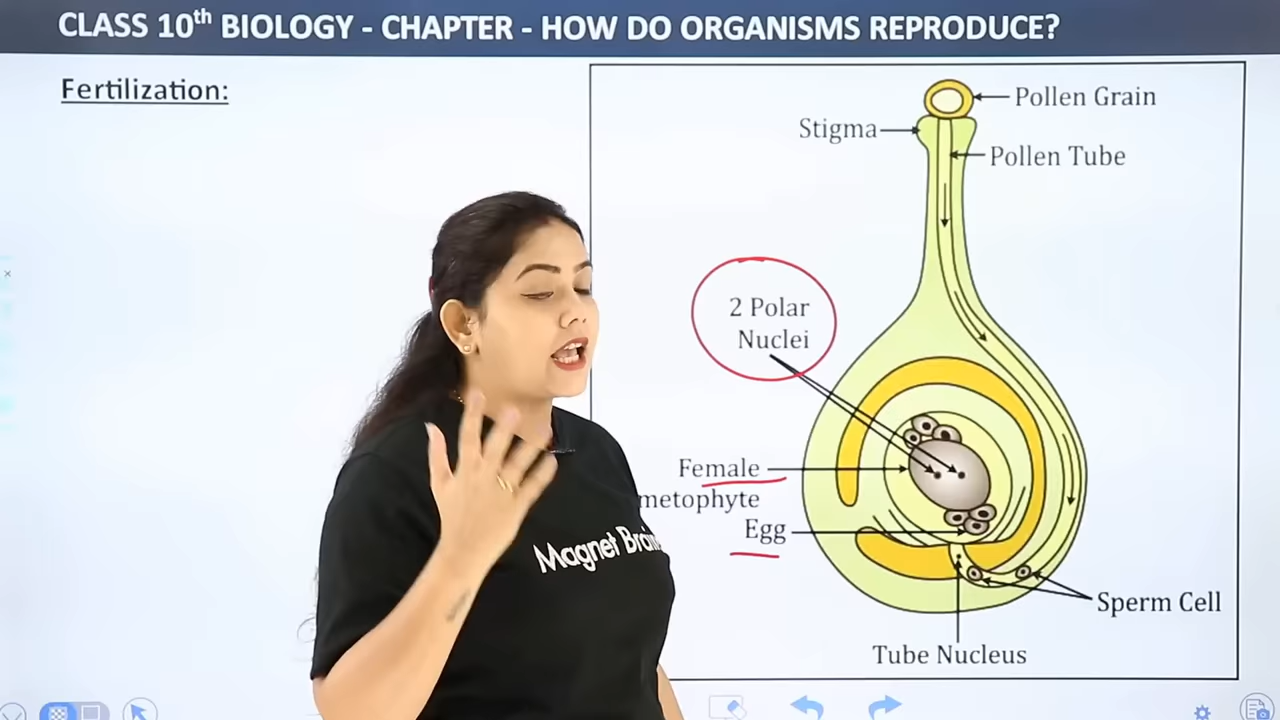 CLASS 10th BIOLOGY - CHAPTER - HOW DO ORGANISMS REPRODUCE?
Fertilization:
Pollen Grain
Stigma
Pollen Tube
2 Polar
Nuclei
Female
metophyte
Egg
Magnet Brain
Sperm Cell
Tube Nucleus